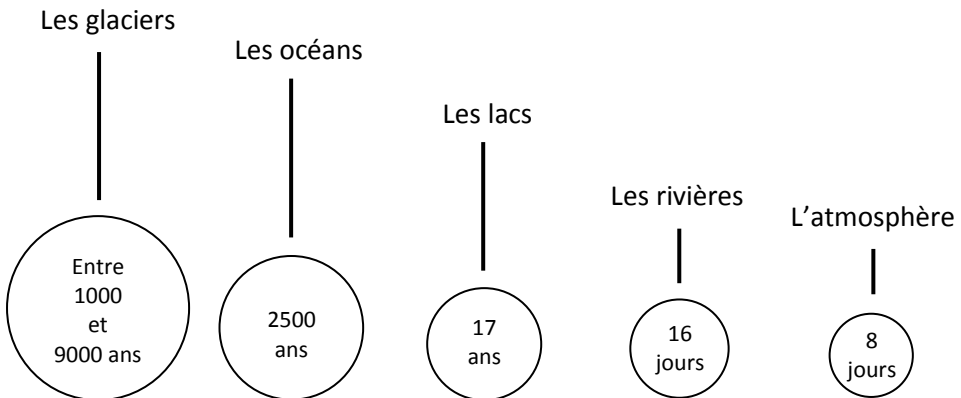 Les glaciers
Les océans
Les lacs
Les rivières
L’atmosphère
Entre
1000
et
9000 ans
2500
ans
17
ans
16
jours
8
jours